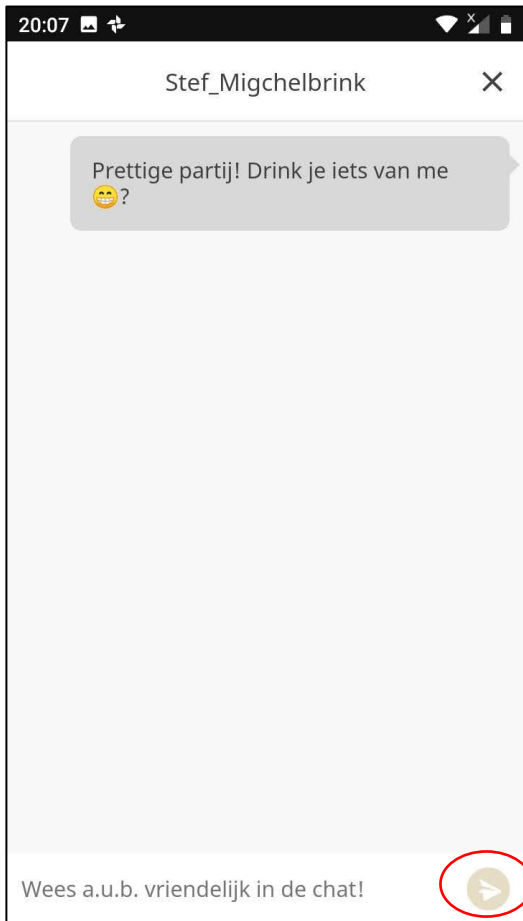 20:07
Stef_Migchelbrink
Prettige partij! Drink je iets van me
😁?
Wees a.u.b. vriendelijk in de chat!